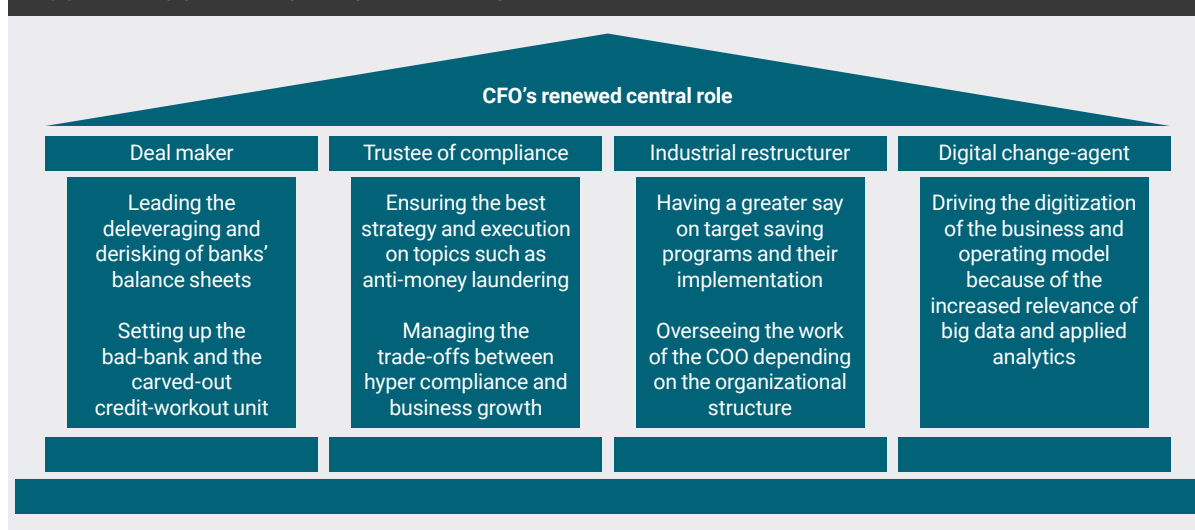 CFO's renewed central role
Deal maker
Leading the
deleveraging and
derisking of banks'
balance sheets
Setting up the
bad-bank and the
carved-out
credit-workout unit
Trustee of compliance
Ensuring the best
strategy and execution
on topics such as
anti-money laundering
Managing the
trade-offs between
hyper compliance and
business growth
Industrial restructurer
Having a greater say
on target saving
programs and their
implementation
Overseeing the work
of the COO depending
on the organizational
structure
Digital change-agent
Driving the digitization
of the business and
operating model
because of the
increased relevance of
big data and applied
analytics